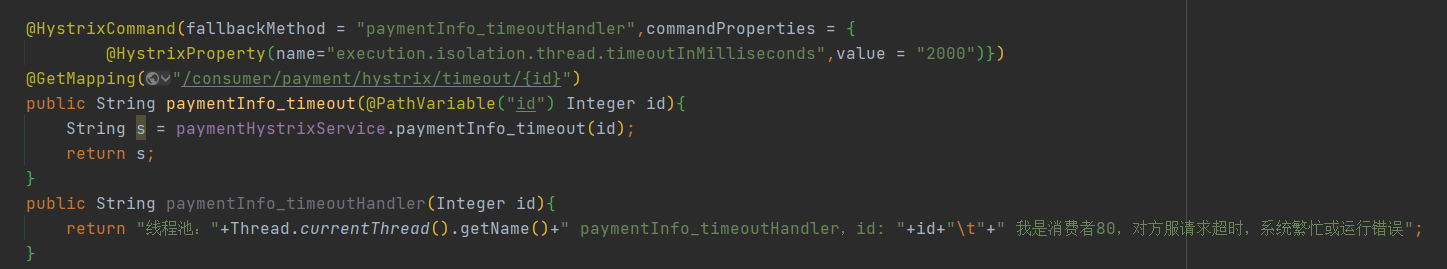 @HystrixCommand(fallbackMethod = "paymentInfo_timeoutHandler",commandProperties = {
        @HystrixProperty(name="execution.isolation.thread.timeoutInMilliseconds",value = "2000")})
@GetMapping("/consumer/payment/hystrix/timeout/{id}")
public String paymentInfo_timeout(@PathVariable("id") Integer id){
    String s = paymentHystrixService.paymentInfo_timeout(id);
    return s;
}
public String paymentInfo_timeoutHandler(Integer id){
    return "线程池："+Thread.currentThread().getName()+" paymentInfo_timeoutHandler，id: "+id+"\t"+" 我是消费者80，对方服请求超时，系统繁忙或运行错误";
}